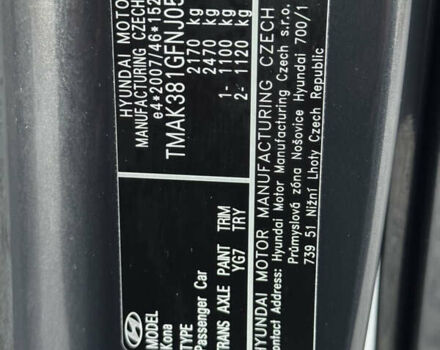 HYUNDAI MOTOR
MANUFACTURING CZECH
e4*2007/46*152
TMAK381GFNJ05
2170 kg
2470 kg
1- 1100 kg
2- 1120 kg
MODEL
Kona
TYPE
Passenger Car
TRANS AXLE PAINT TRIM
YG7 TRY
HYUNDAI MOTOR MANUFACTURING CZECH
Contact Address: Hyundai Motor Manufacturing Czech s.r.o.
Průmyslová zóna Nošovice Hyundai 700/1
739 51 Nižní Lhoty Czech Republic